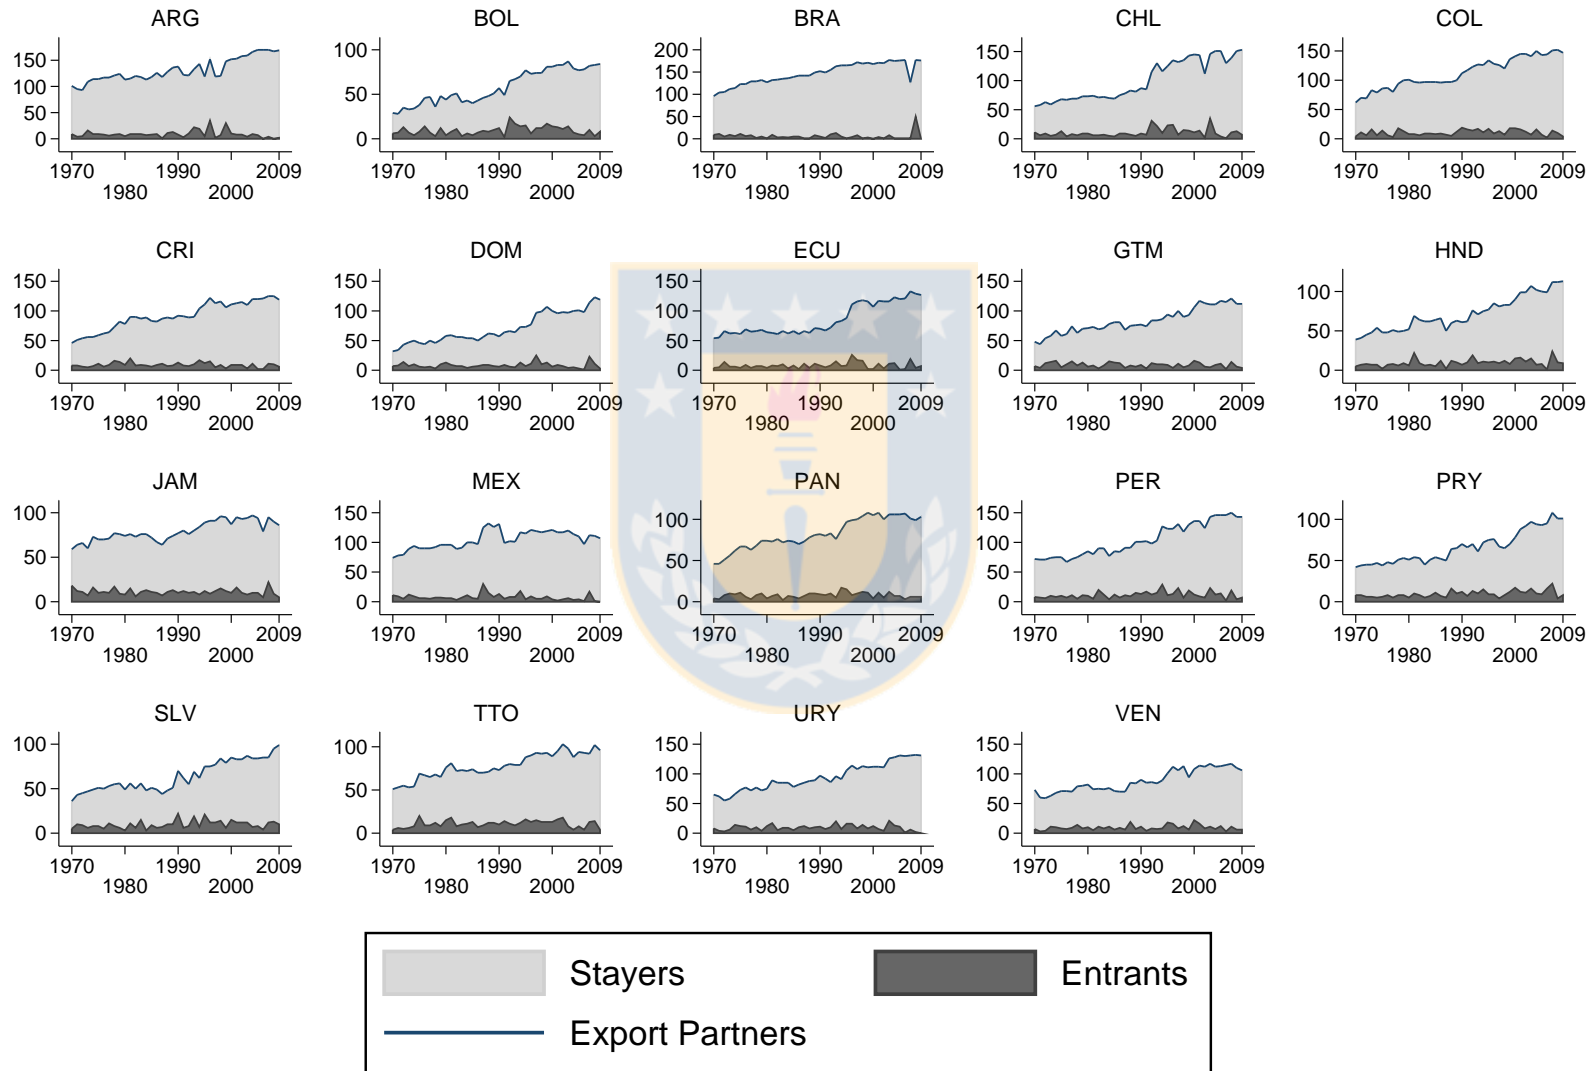 ARG BOL BRA CHL COL
150 100 200 150 150
100 150 100 100
50 50 100 50 50
50
0 0 0 0 0
1970 1990 2009 1970 1990 2009 1970 1990 2009 1970 1990 2009 1970 1990 2009
1980 2000 1980 2000 1980 2000 1980 2000 1980 2000
CRI DOM ECU GTM HND
150 150 150 150 100
100 100 100 100
50 50 50 50 50
0 0 0 0 0
1970 1990 2009 1970 1990 2009 1970 1990 2009 1970 1990 2009 1970 1990 2009
1980 2000 1980 2000 1980 2000 1980 2000 1980 2000
JAM MEX PAN PER PRY
100 150 100 150 100
100 100
50 50 50 50 50
0 0 0 0 0
1970 1990 2009 1970 1990 2009 1970 1990 2009 1970 1990 2009 1970 1990 2009
1980 2000 1980 2000 1980 2000 1980 2000 1980 2000
SLV TTO URY VEN
100 100 150 150
100 100
50 50 50 50
0 0 0 0
1970 1990 2009 1970 1990 2009 1970 1990 2009 1970 1990 2009
1980 2000 1980 2000 1980 2000 1980 2000
Stayers Entrants
Export Partners